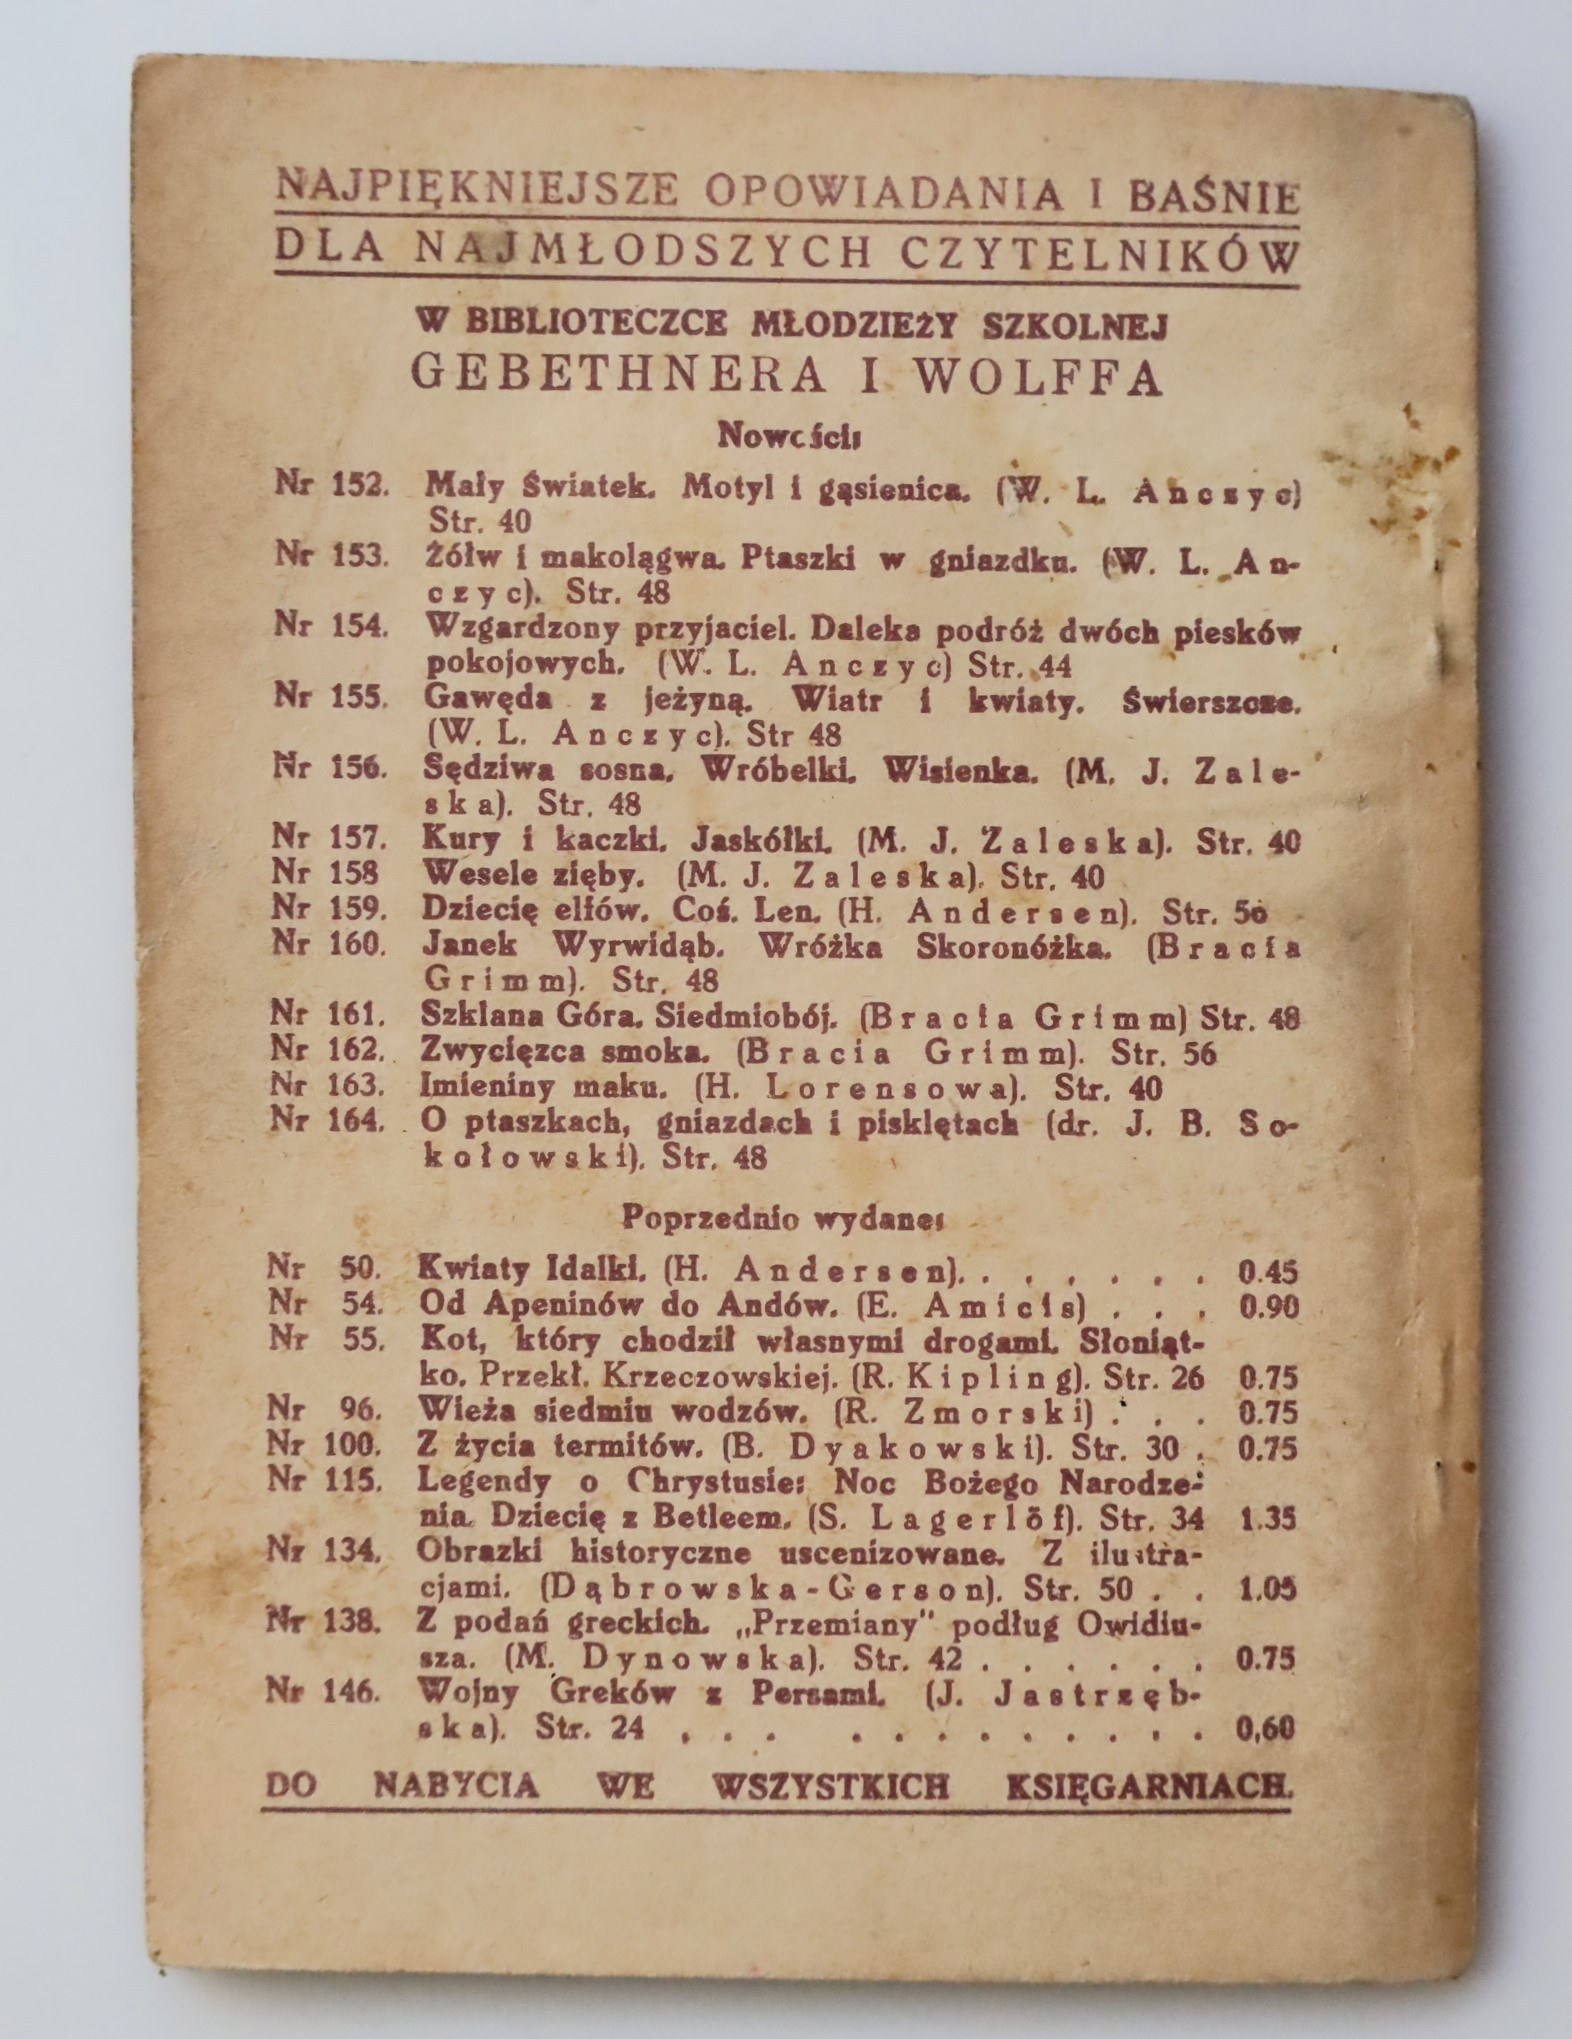 NAJPIĘKNIEJSZE OPOWIADANIA I BAŚNIE
DLA NAJMŁODSZYCH CZYTELNIKÓW
W BIBLIOTECZCE MŁODZIEŻY SZKOLNEJ
GEBETHNERA I WOLFFA
Nowości:
Nr 152. Mały Światek. Motyl i gąsienica. (W. L. Anczyc)
Str. 40
Nr 153. Żółw i makolągwa. Ptaszki w gniazdku. (W. L. An-
czyc). Str. 48
Nr 154. Wzgardzony przyjaciel. Daleka podróż dwóch piesków
pokojowych. (W. L. Anczyc) Str. 44
Nr 155. Gawęda z jeżyną. Wiatr i kwiaty. Świerszcze.
(W. L. Anczyc). Str 48
Nr 156. Sędziwa sosna. Wróbelki. Wisienka. (M. J. Zale-
ska). Str. 48
Nr 157. Kury i kaczki. Jaskółki. (M. J. Zaleska). Str. 40
Nr 158 Wesele zięby. (M. J. Zaleska). Str. 40
Nr 159. Dziecię elfów. Coś. Len. (H. Andersen). Str. 56
Nr 160. Janek Wyrwidąb. Wróżka Skoronóżka. (Bracia
Grimm). Str. 48
Nr 161. Szklana Góra. Siedmiobój. (Bracia Grimm) Str. 48
Nr 162. Zwycięzca smoka. (Bracia Grimm). Str. 56
Nr 163. Imieniny maku. (H. Lorensowa). Str. 40
Nr 164. O ptaszkach, gniazdach i pisklętach (dr. J. B. So-
kołowski). Str. 48
Poprzednio wydane:
Nr 50. Kwiaty Idalki. (H. Andersen). . . . . . . 0.45
Nr 54. Od Apeninów do Andów. (E. Amicis) . . . 0.90
Nr 55. Kot, który chodził własnymi drogami. Słoniąt-
ko. Przekł. Krzeczowskiej. (R. Kipling). Str. 26 0.75
Nr 96. Wieża siedmiu wodzów. (R. Zmorski) . . . 0.75
Nr 100. Z życia termitów. (B. Dyakowski). Str. 30 . 0.75
Nr 115. Legendy o Chrystusie: Noc Bożego Narodze-
nia. Dziecię z Betleem. (S. Lagerlöf). Str. 34 1.35
Nr 134. Obrazki historyczne uscenizowane. Z ilustra-
cjami. (Dąbrowska-Gerson). Str. 50 . . 1.05
Nr 138. Z podań greckich. „Przemiany" podług Owidiu-
sza. (M. Dynowska). Str. 42 . . . . . . 0.75
Nr 146. Wojny Greków z Persami. (J. Jastrzęb-
ska). Str. 24 . . . . . . . . . . . . 0,60
DO NABYCIA WE WSZYSTKICH KSIĘGARNIACH.